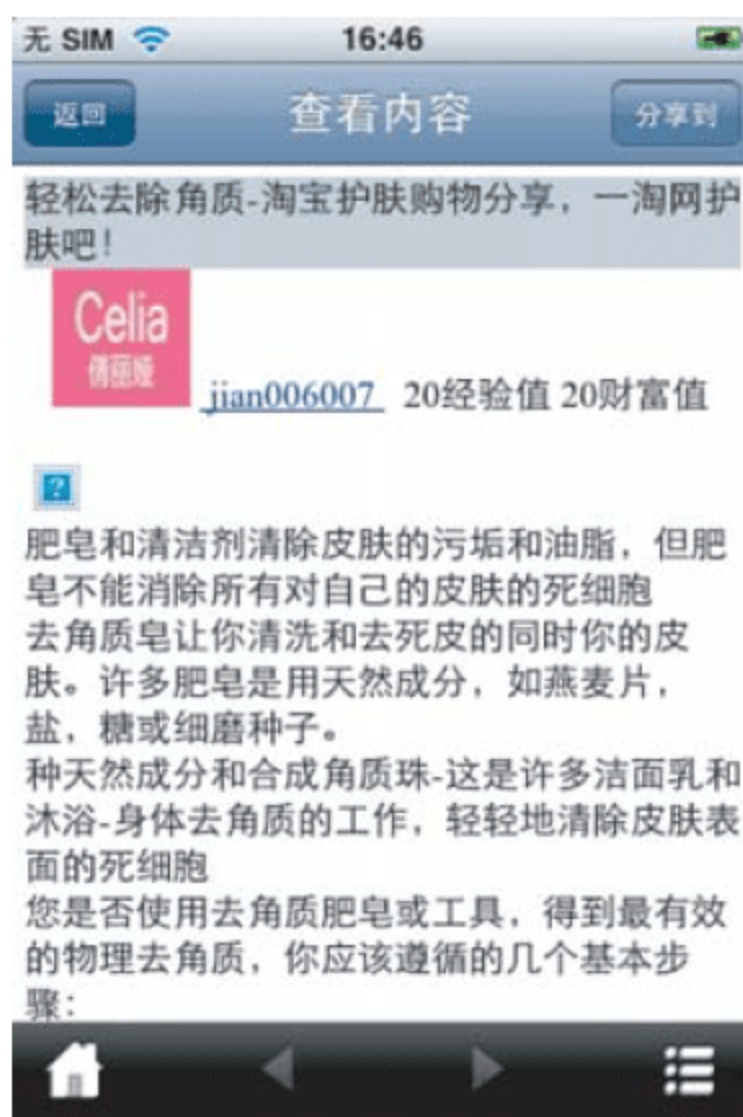 无 SIM 16:46
返回 查看内容 分享到
轻松去除角质-淘宝护肤购物分享，一淘网护
肤吧！
Celia
倩丽娅
jian006007 20经验值 20财富值
?
肥皂和清洁剂清除皮肤的污垢和油脂，但肥
皂不能消除所有对自己的皮肤的死细胞
去角质皂让你清洗和去死皮的同时你的皮
肤。许多肥皂是用天然成分，如燕麦片，
盐，糖或细磨种子。
种天然成分和合成角质珠-这是许多洁面乳和
沐浴-身体去角质的工作，轻轻地清除皮肤表
面的死细胞
您是否使用去角质肥皂或工具，得到最有效
的物理去角质，你应该遵循的几个基本步
骤：